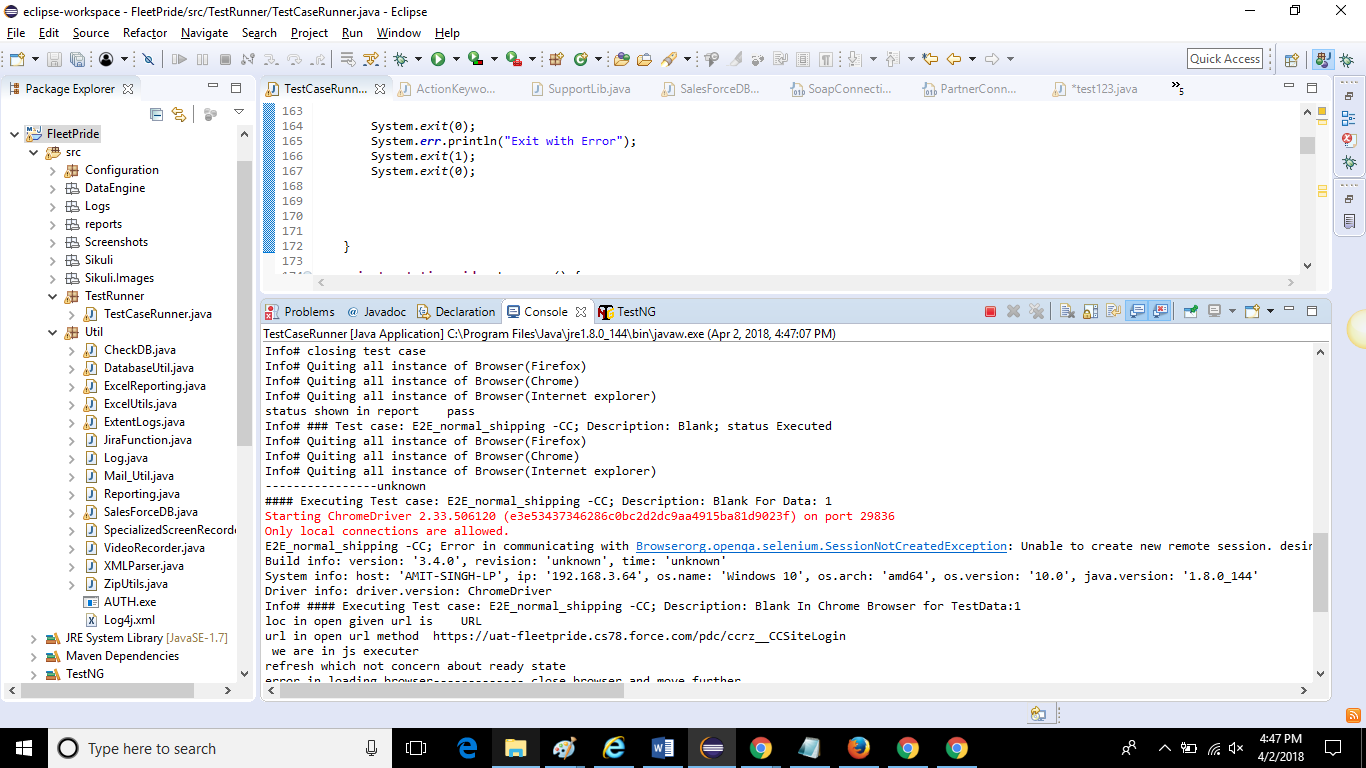 eclipse-workspace - FleetPride/src/TestRunner/TestCaseRunner.java - Eclipse
File Edit Source Refactor Navigate Search Project Run Window Help
Quick Access
Package Explorer
FleetPride
src
Configuration
DataEngine
Logs
reports
Screenshots
Sikuli
Sikuli.Images
TestRunner
TestCaseRunner.java
Util
CheckDB.java
DatabaseUtil.java
ExcelReporting.java
ExcelUtils.java
ExtentLogs.java
JiraFunction.java
Log.java
Mail_Util.java
Reporting.java
SalesForceDB.java
SpecializedScreenRecorde
VideoRecorder.java
XMLParser.java
ZipUtils.java
AUTH.exe
Log4j.xml
JRE System Library [JavaSE-1.7]
Maven Dependencies
TestNG
TestCaseRunn... ActionKeywo... SupportLib.java SalesForceDB... SoapConnecti... PartnerConn... *test123.java »5
163
164 System.exit(0);
165 System.err.println("Exit with Error");
166 System.exit(1);
167 System.exit(0);
168
169
170
171
172 }
173
Problems @ Javadoc Declaration Console TestNG
TestCaseRunner [Java Application] C:\Program Files\Java\jre1.8.0_144\bin\javaw.exe (Apr 2, 2018, 4:47:07 PM)
Info# closing test case
Info# Quiting all instance of Browser(Firefox)
Info# Quiting all instance of Browser(Chrome)
Info# Quiting all instance of Browser(Internet explorer)
status shown in report    pass
Info# ### Test case: E2E_normal_shipping -CC; Description: Blank; status Executed
Info# Quiting all instance of Browser(Firefox)
Info# Quiting all instance of Browser(Chrome)
Info# Quiting all instance of Browser(Internet explorer)
----------------unknown
#### Executing Test case: E2E_normal_shipping -CC; Description: Blank For Data: 1
Starting ChromeDriver 2.33.506120 (e3e53437346286c0bc2d2dc9aa4915ba81d9023f) on port 29836
Only local connections are allowed.
E2E_normal_shipping -CC; Error in communicating with Browserorg.openqa.selenium.SessionNotCreatedException: Unable to create new remote session. desir
Build info: version: '3.4.0', revision: 'unknown', time: 'unknown'
System info: host: 'AMIT-SINGH-LP', ip: '192.168.3.64', os.name: 'Windows 10', os.arch: 'amd64', os.version: '10.0', java.version: '1.8.0_144'
Driver info: driver.version: ChromeDriver
Info# #### Executing Test case: E2E_normal_shipping -CC; Description: Blank In Chrome Browser for TestData:1
loc in open given url is    URL
url in open url method  https://uat-fleetpride.cs78.force.com/pdc/ccrz__CCSiteLogin
we are in js executer
refresh which not concern about ready state
error in loading browser------------- close browser and move further
Type here to search
4:47 PM
4/2/2018